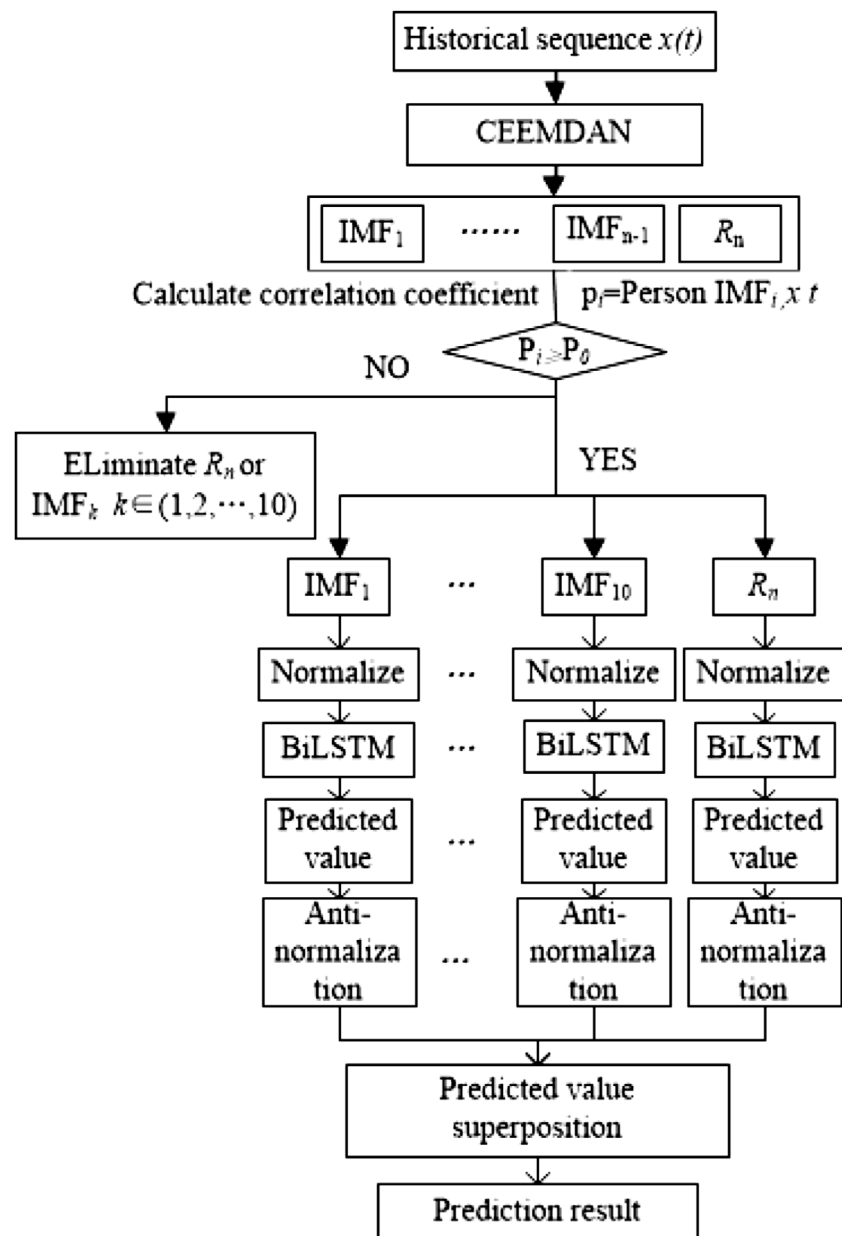 Historical sequence x(t)
CEEMDAN
IMF₁ ⋯⋯ IMFₙ₋₁ Rₙ
Calculate correlation coefficient pᵢ=Person IMFᵢ,x t
Pᵢ≥P₀
NO
YES
ELiminate Rₙ or
IMFₖ k∈(1,2,⋯,10)
IMF₁ ⋯ IMF₁₀ Rₙ
Normalize ⋯ Normalize Normalize
BiLSTM ⋯ BiLSTM BiLSTM
Predicted Predicted Predicted
value ⋯ value value
Anti- Anti- Anti-
normaliza ⋯ normaliza normaliza
tion tion tion
Predicted value
superposition
Prediction result